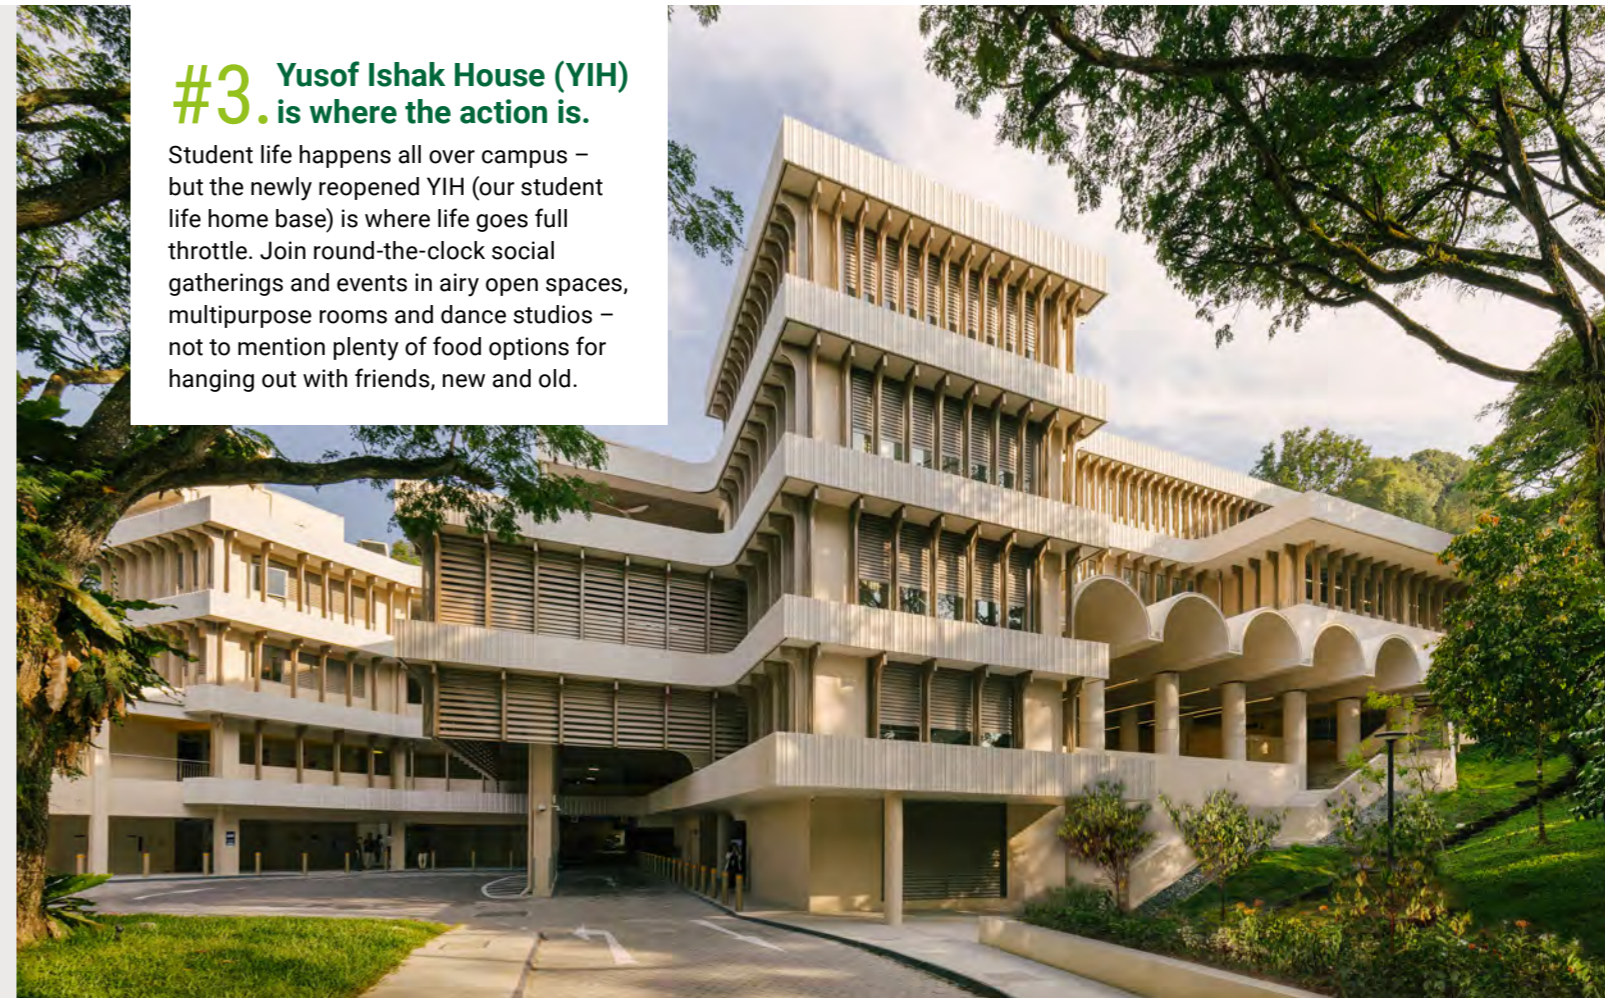 #3. Yusof Ishak House (YIH)
is where the action is.
Student life happens all over campus –
but the newly reopened YIH (our student
life home base) is where life goes full
throttle. Join round-the-clock social
gatherings and events in airy open spaces,
multipurpose rooms and dance studios –
not to mention plenty of food options for
hanging out with friends, new and old.